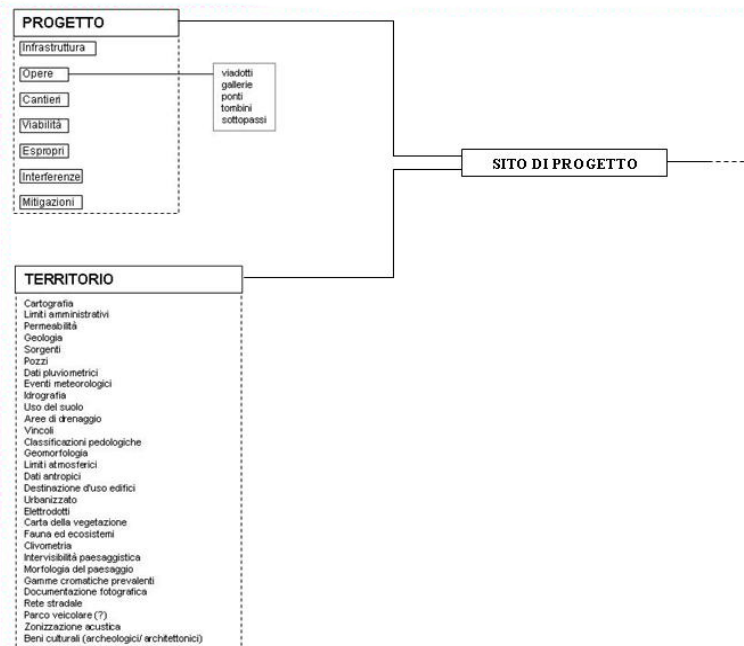 PROGETTO
Infrastruttura
Opere
Cantieri
Viabilità
Espropri
Interferenze
Mitigazioni
viadotti
gallerie
ponti
tombini
sottopassi
SITO DI PROGETTO
TERRITORIO
Cartografia
Limiti amministrativi
Permeabilità
Geologia
Sorgenti
Pozzi
Dati pluviometrici
Eventi meteorologici
Idrografia
Uso del suolo
Aree di drenaggio
Vincoli
Classificazioni pedologiche
Geomorfologia
Limiti atmosferici
Dati antropici
Destinazione d'uso edifici
Urbanizzato
Elettrodotti
Carta della vegetazione
Fauna ed ecosistemi
Clivometria
Intervisibilità paesaggistica
Morfologia del paesaggio
Gamme cromatiche prevalenti
Documentazione fotografica
Rete stradale
Parco veicolare (?)
Zonizzazione acustica
Beni culturali (archeologici/ architettonici)